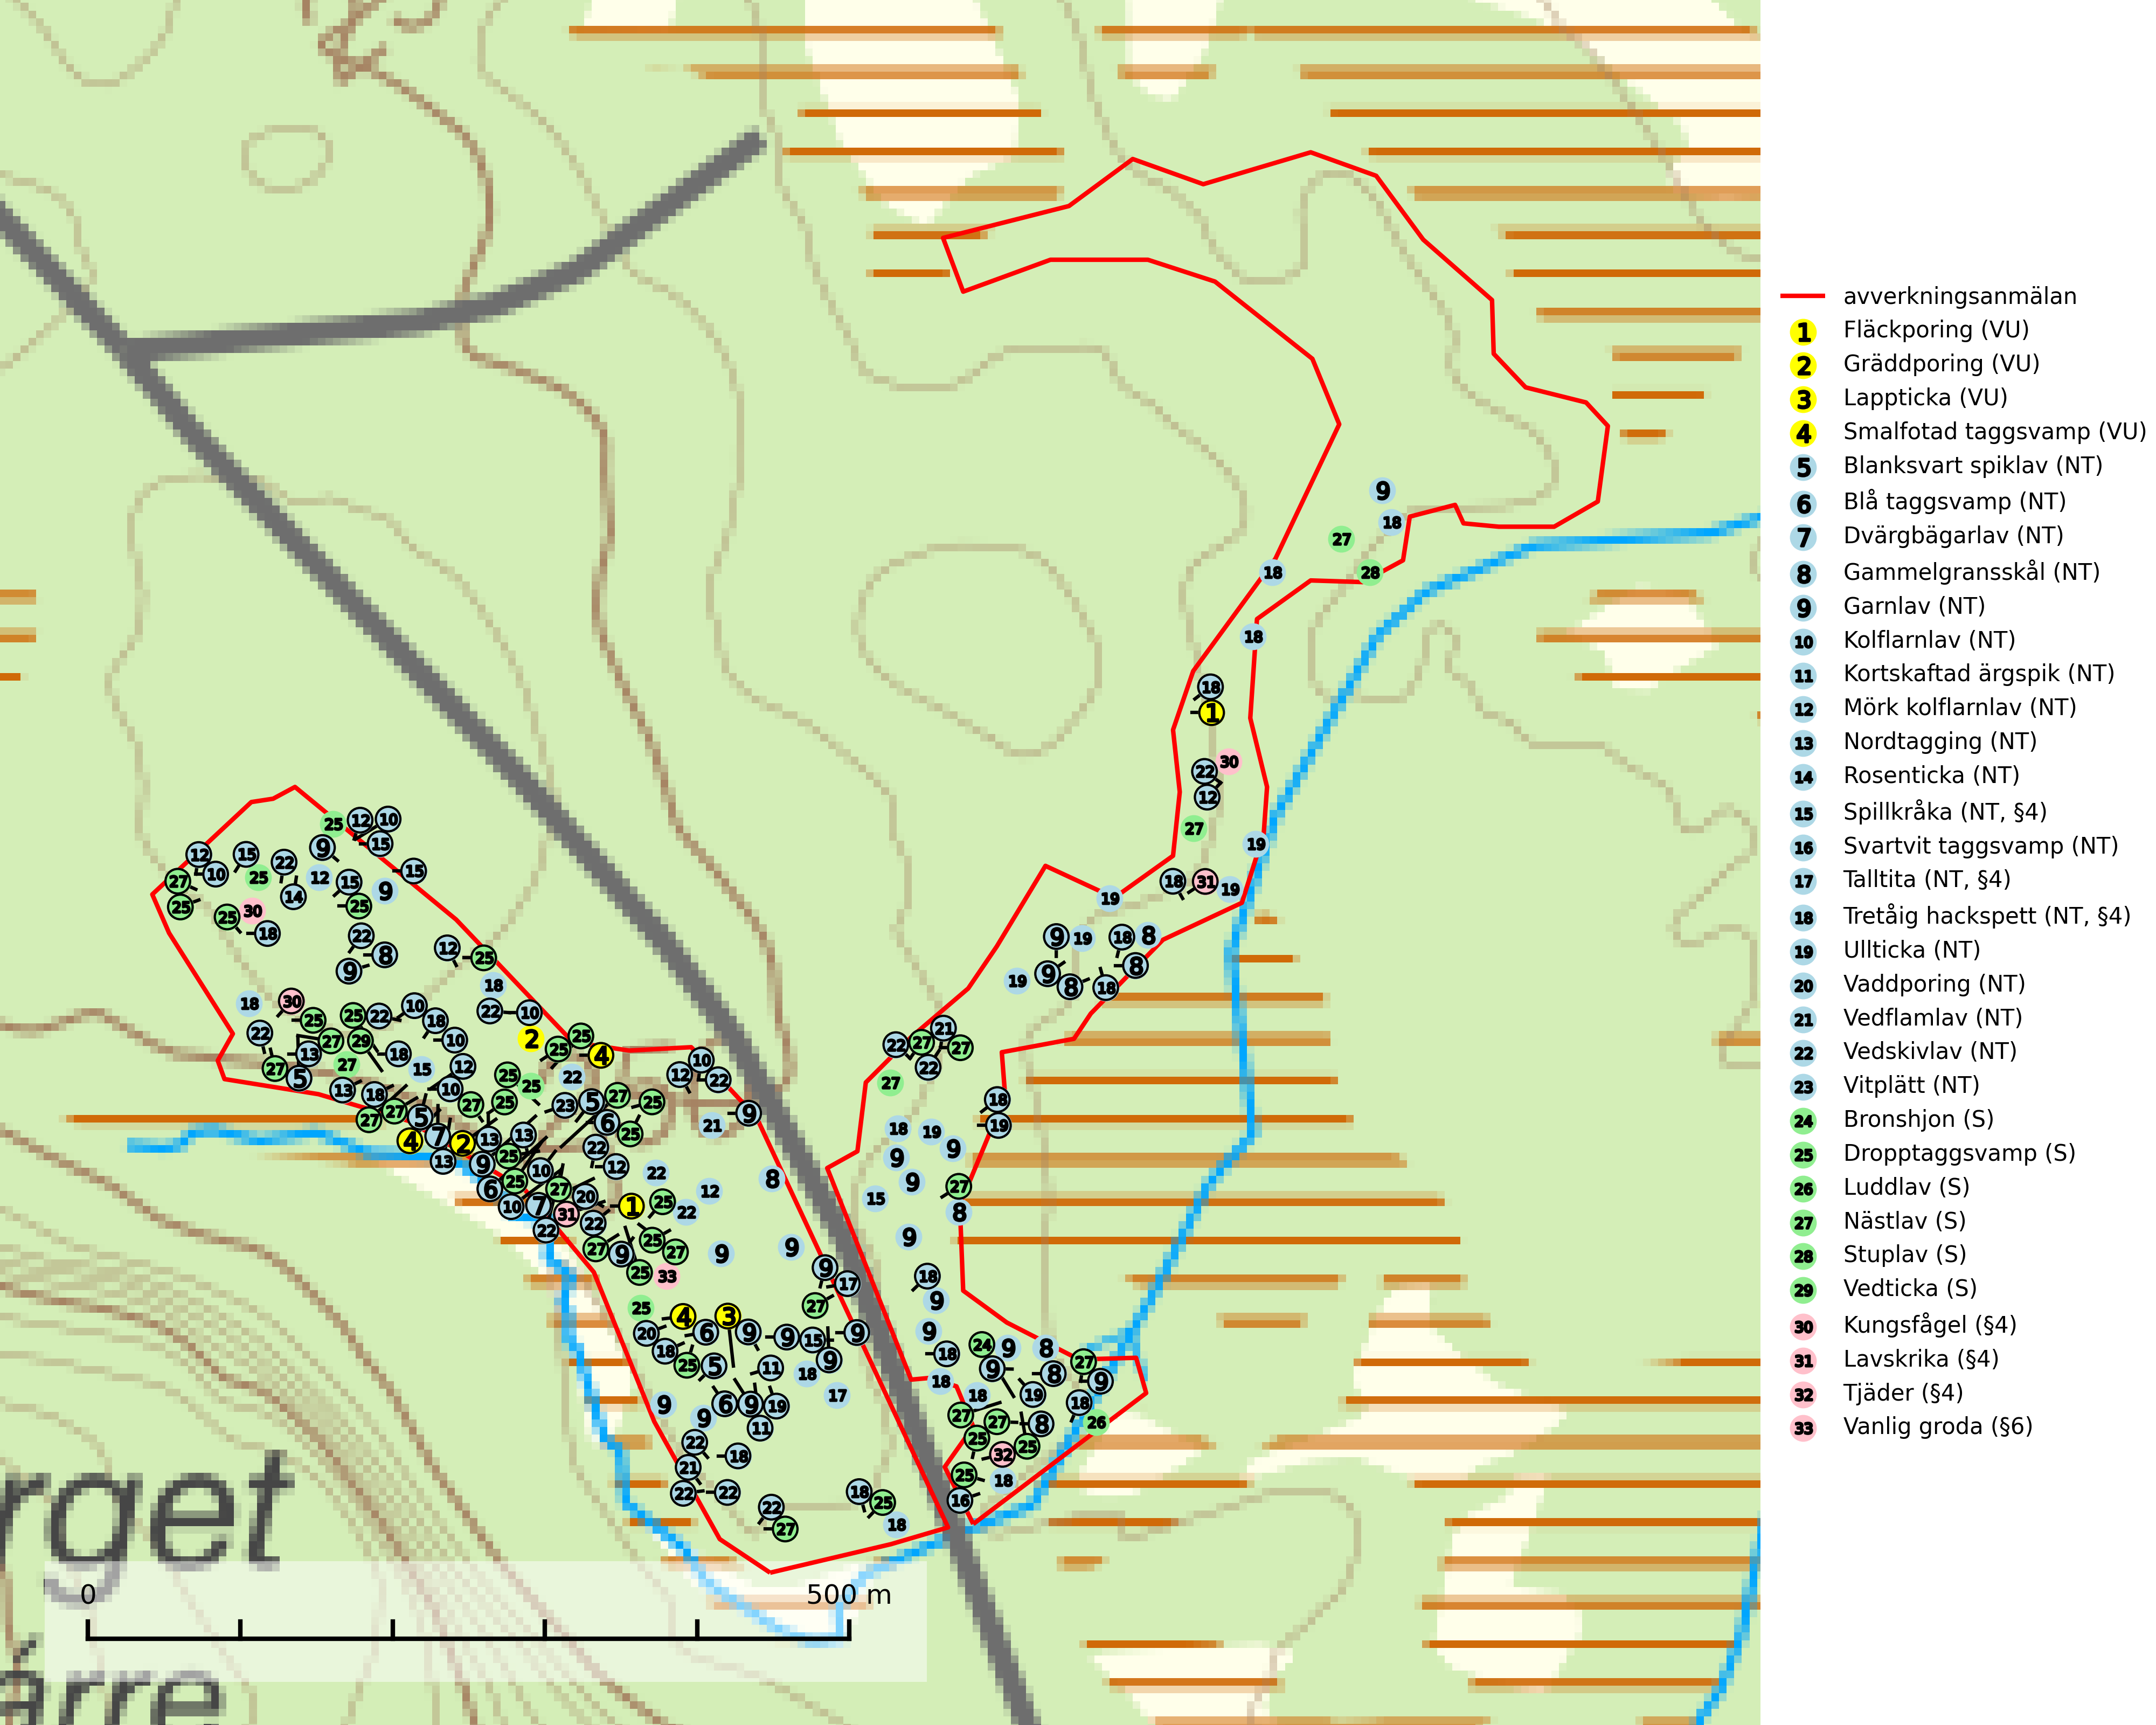 avverkningsanmälan
1 Fläckporing (VU)
2 Gräddporing (VU)
3 Lappticka (VU)
4 Smalfotad taggsvamp (VU)
5 Blanksvart spiklav (NT)
6 Blå taggsvamp (NT)
7 Dvärgbägarlav (NT)
8 Gammelgransskål (NT)
9 Garnlav (NT)
10 Kolflarnlav (NT)
11 Kortskaftad ärgspik (NT)
12 Mörk kolflarnlav (NT)
13 Nordtagging (NT)
14 Rosenticka (NT)
15 Spillkråka (NT, §4)
16 Svartvit taggsvamp (NT)
17 Talltita (NT, §4)
18 Tretåig hackspett (NT, §4)
19 Ullticka (NT)
20 Vaddporing (NT)
21 Vedflamlav (NT)
22 Vedskivlav (NT)
23 Vitplätt (NT)
24 Bronshjon (S)
25 Dropptaggsvamp (S)
26 Luddlav (S)
27 Nästlav (S)
28 Stuplav (S)
29 Vedticka (S)
30 Kungsfågel (§4)
31 Lavskrika (§4)
32 Tjäder (§4)
33 Vanlig groda (§6)
rget
0 500 m
ärre